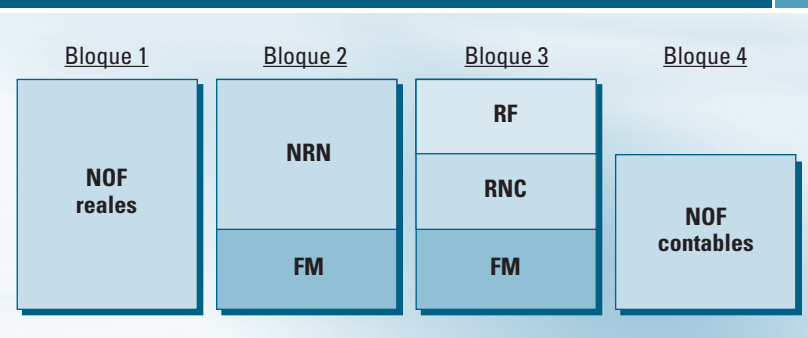 Bloque 1
Bloque 2
Bloque 3
Bloque 4
NOF
reales
NRN
FM
RF
RNC
FM
NOF
contables